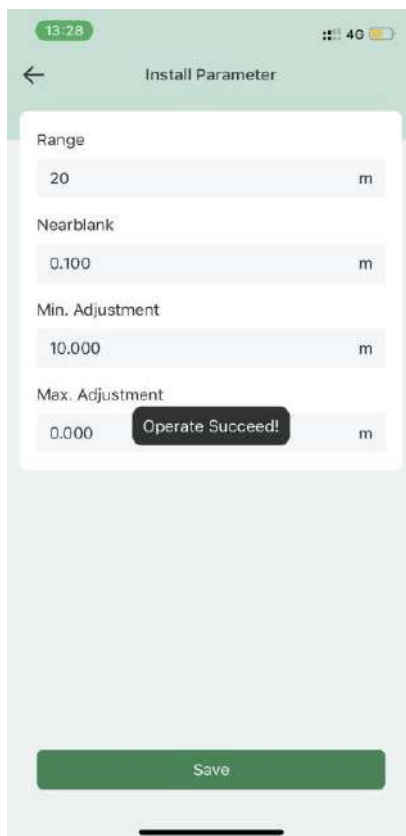 13:28
4G
Install Parameter
Range
20 m
Nearblank
0.100 m
Min. Adjustment
10.000 m
Max. Adjustment
0.000 m
Operate Succeed!
Save